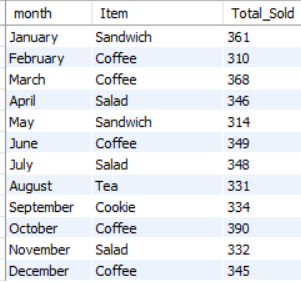 month Item Total_Sold
January Sandwich 361
February Coffee 310
March Coffee 368
April Salad 346
May Sandwich 314
June Coffee 349
July Salad 348
August Tea 331
September Cookie 334
October Coffee 390
November Salad 332
December Coffee 345